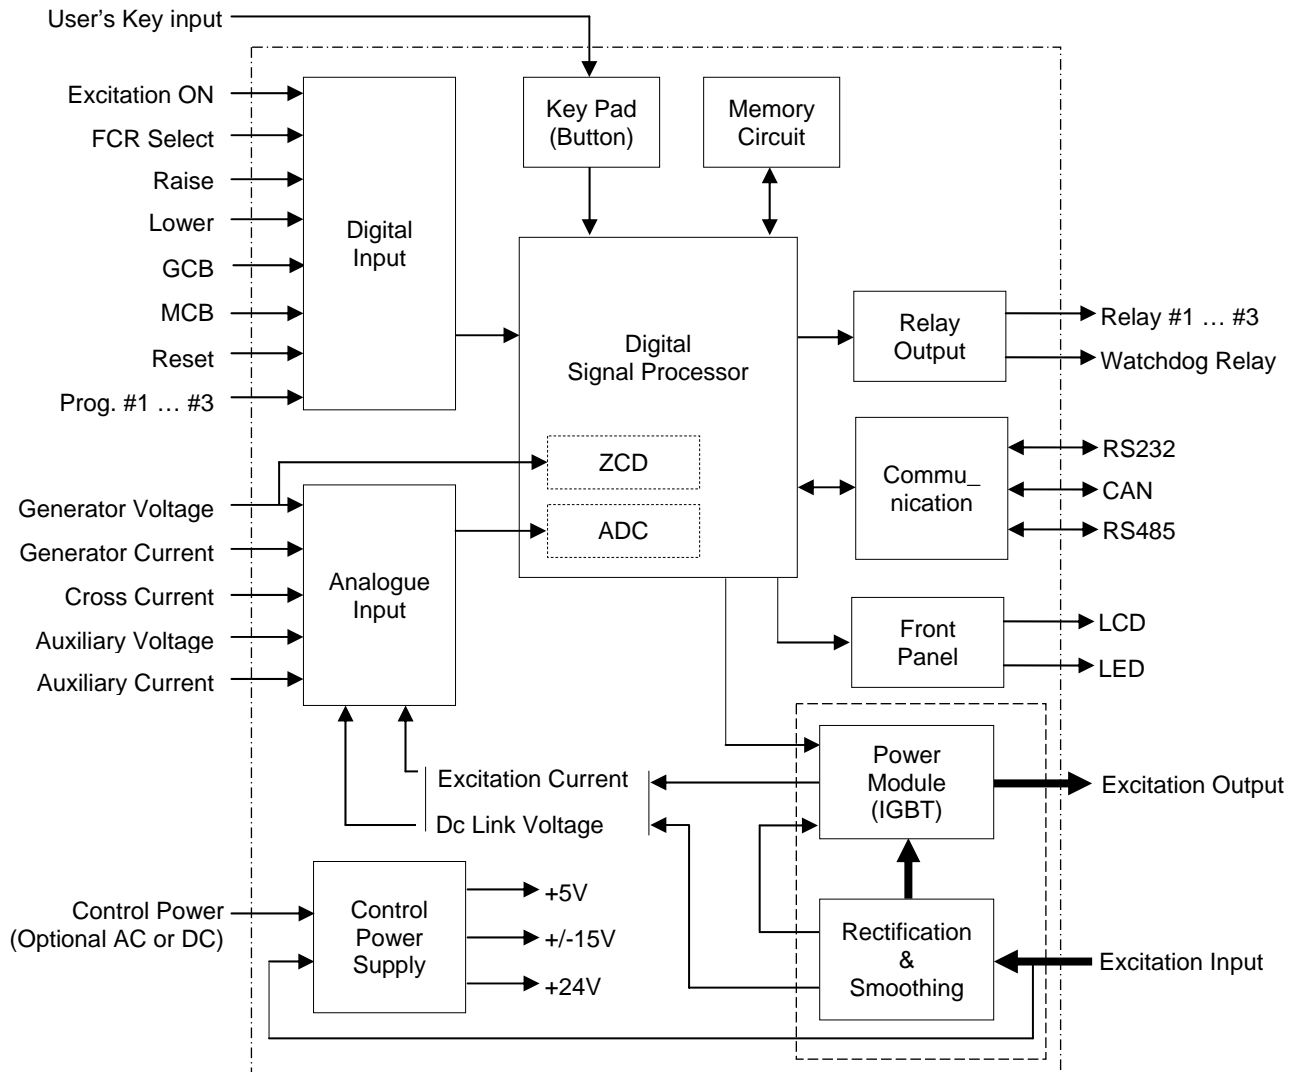 User's Key input
Excitation ON
FCR Select
Raise
Lower
GCB
MCB
Reset
Prog. #1 … #3
Digital
Input
Key Pad
(Button)
Memory
Circuit
Digital
Signal Processor
ZCD
ADC
Relay
Output
Relay #1 … #3
Watchdog Relay
Commu_
nication
RS232
CAN
RS485
Generator Voltage
Generator Current
Cross Current
Auxiliary Voltage
Auxiliary Current
Analogue
Input
Front
Panel
LCD
LED
Excitation Current
Dc Link Voltage
Power
Module
(IGBT)
Excitation Output
Control Power
(Optional AC or DC)
Control
Power
Supply
+5V
+/-15V
+24V
Rectification
&
Smoothing
Excitation Input